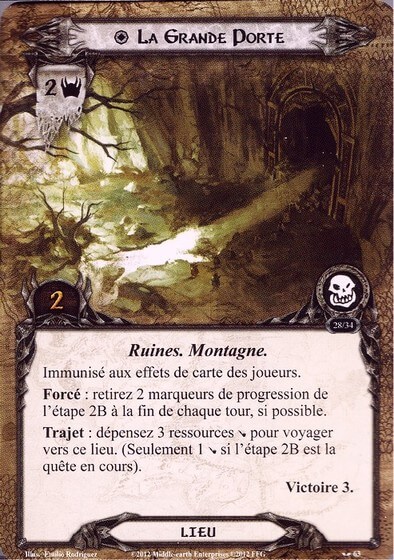 La Grande Porte
2
2
28/34
Ruines. Montagne.
Immunisé aux effets de carte des joueurs.
Forcé : retirez 2 marqueurs de progression de
l'étape 2B à la fin de chaque tour, si possible.
Trajet : dépensez 3 ressources pour voyager
vers ce lieu. (Seulement 1 si l'étape 2B est la
quête en cours).
Victoire 3.
LIEU
Illus. Emilio Rodriguez ©2012 Middle-earth Enterprises ©2012 FFG 63